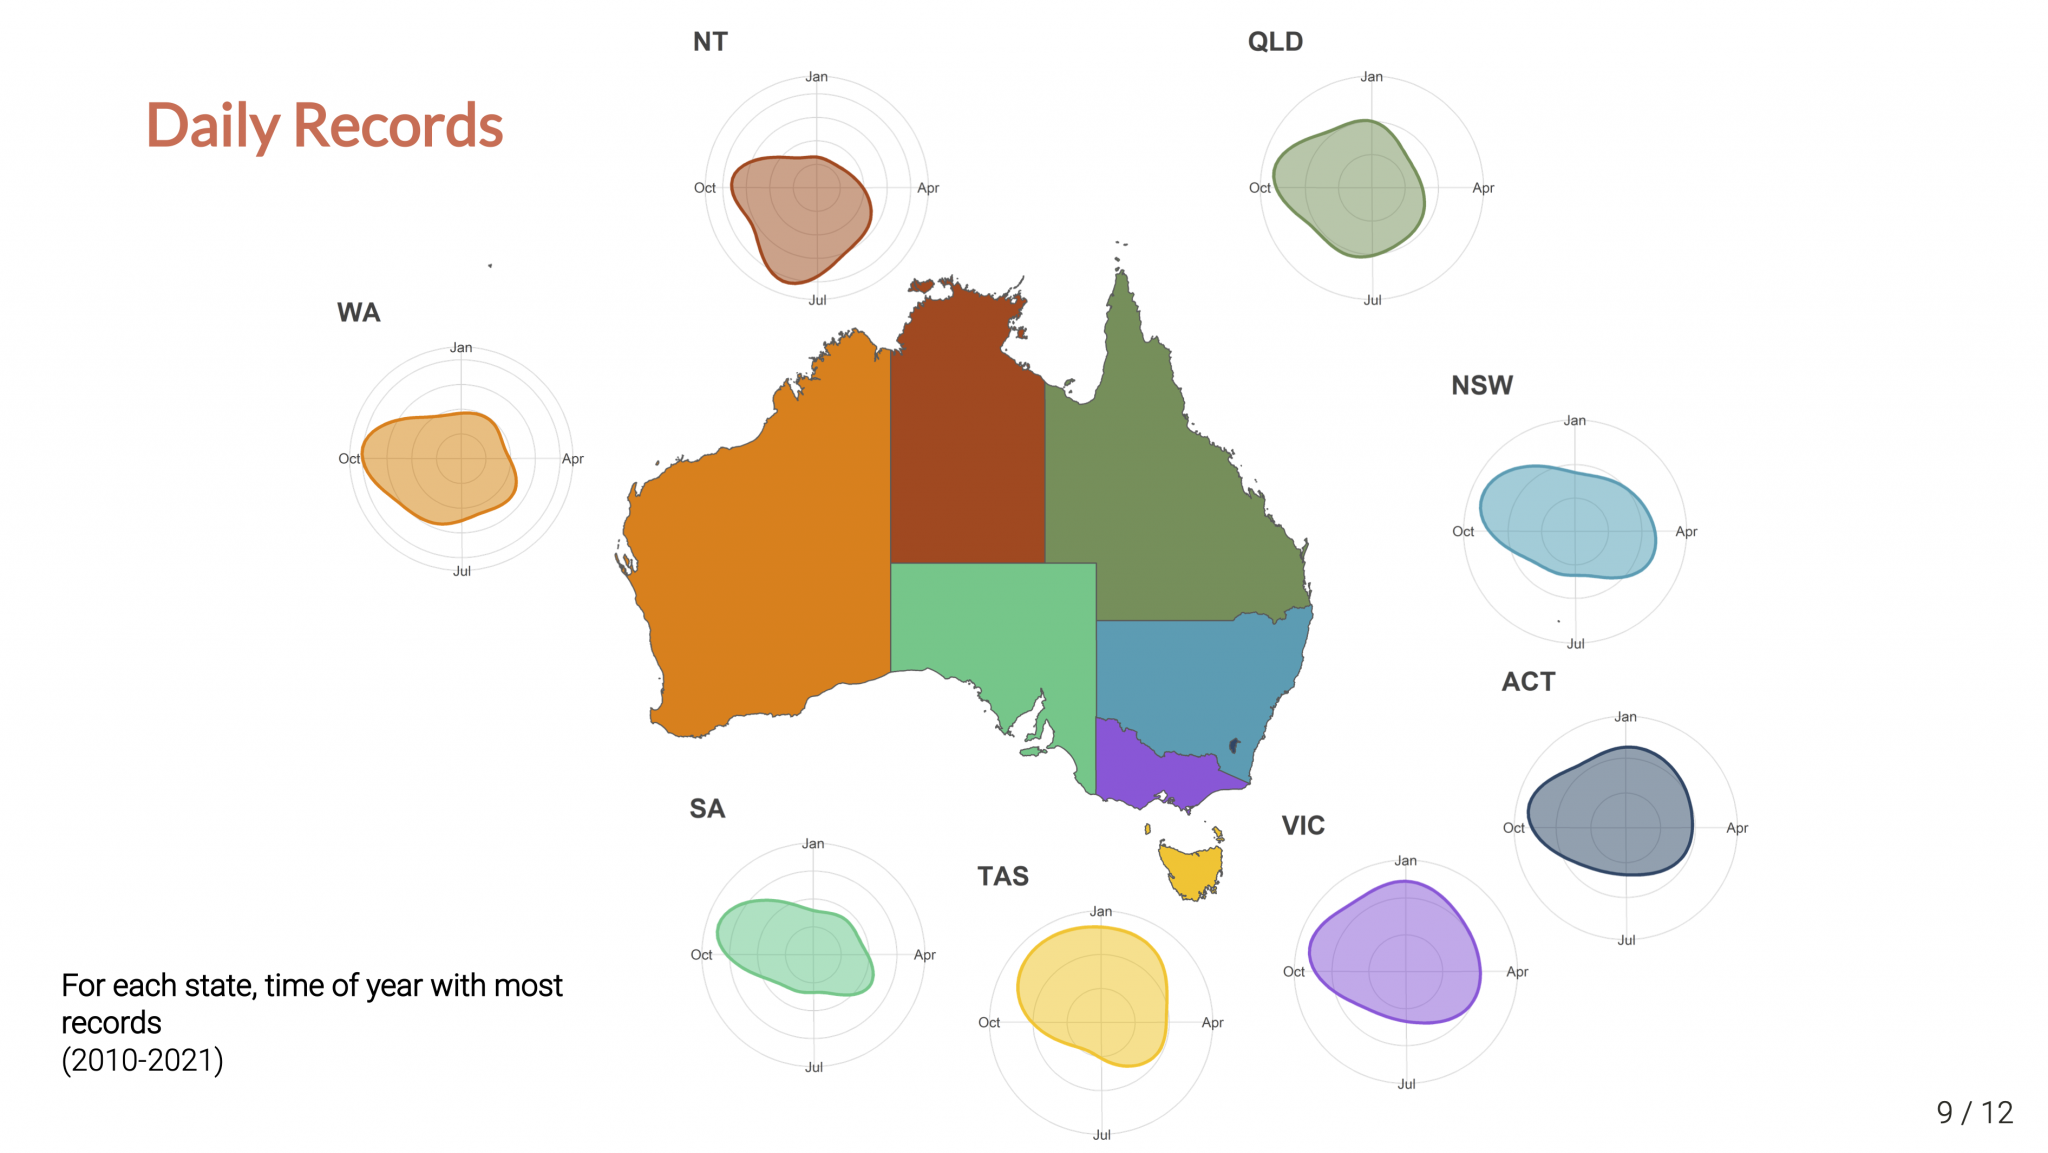 Daily Records
NT
Jan
Oct
Apr
Jul
QLD
Jan
Oct
Apr
Jul
WA
Jan
Oct
Apr
Jul
NSW
Jan
Oct
Apr
Jul
ACT
Jan
Oct
Apr
Jul
SA
Jan
Oct
Apr
Jul
TAS
Jan
Oct
Apr
Jul
VIC
Jan
Oct
Apr
Jul
For each state, time of year with most
records
(2010-2021)
9 / 12